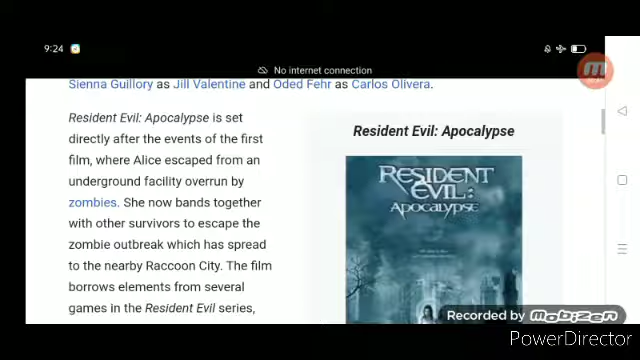 9:24
No internet connection
Sienna Guillory as Jill Valentine and Oded Fehr as Carlos Olivera.
Resident Evil: Apocalypse is set
directly after the events of the first
film, where Alice escaped from an
underground facility overrun by
zombies. She now bands together
with other survivors to escape the
zombie outbreak which has spread
to the nearby Raccoon City. The film
borrows elements from several
games in the Resident Evil series,
Resident Evil: Apocalypse
RESIDENT
EVIL:
APOCALYPSE
Recorded by Mobizen
PowerDirector